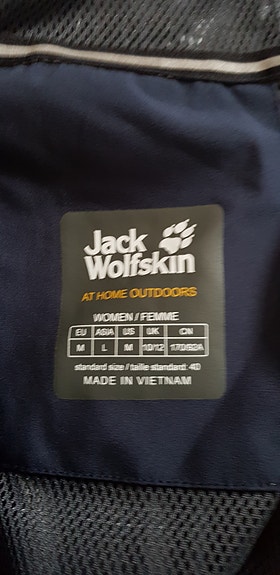 Jack
Wolfskin
AT HOME OUTDOORS
WOMEN / FEMME
EU ASIA US UK CN
M L M 10/12 170/92A
standard size / taille standard: 40
MADE IN VIETNAM